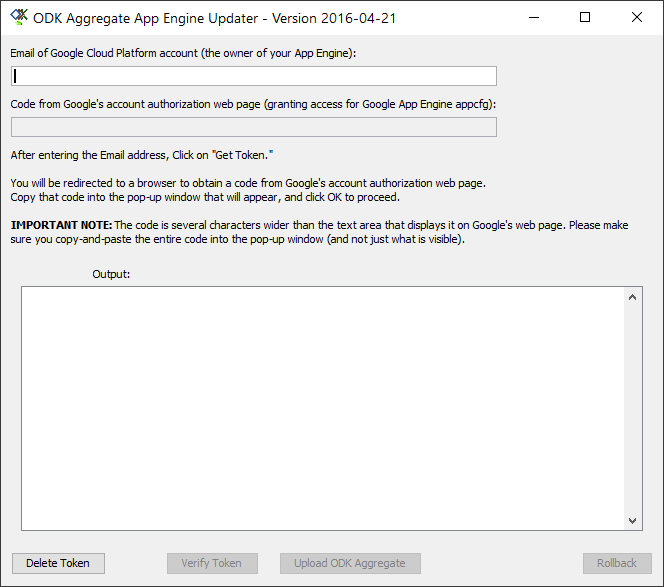 ODK Aggregate App Engine Updater - Version 2016-04-21
Email of Google Cloud Platform account (the owner of your App Engine):
Code from Google's account authorization web page (granting access for Google App Engine appcfg):
After entering the Email address, Click on "Get Token."
You will be redirected to a browser to obtain a code from Google's account authorization web page.
Copy that code into the pop-up window that will appear, and click OK to proceed.
IMPORTANT NOTE: The code is several characters wider than the text area that displays it on Google's web page. Please make
sure you copy-and-paste the entire code into the pop-up window (and not just what is visible).
Output:
Delete Token
Verify Token
Upload ODK Aggregate
Rollback